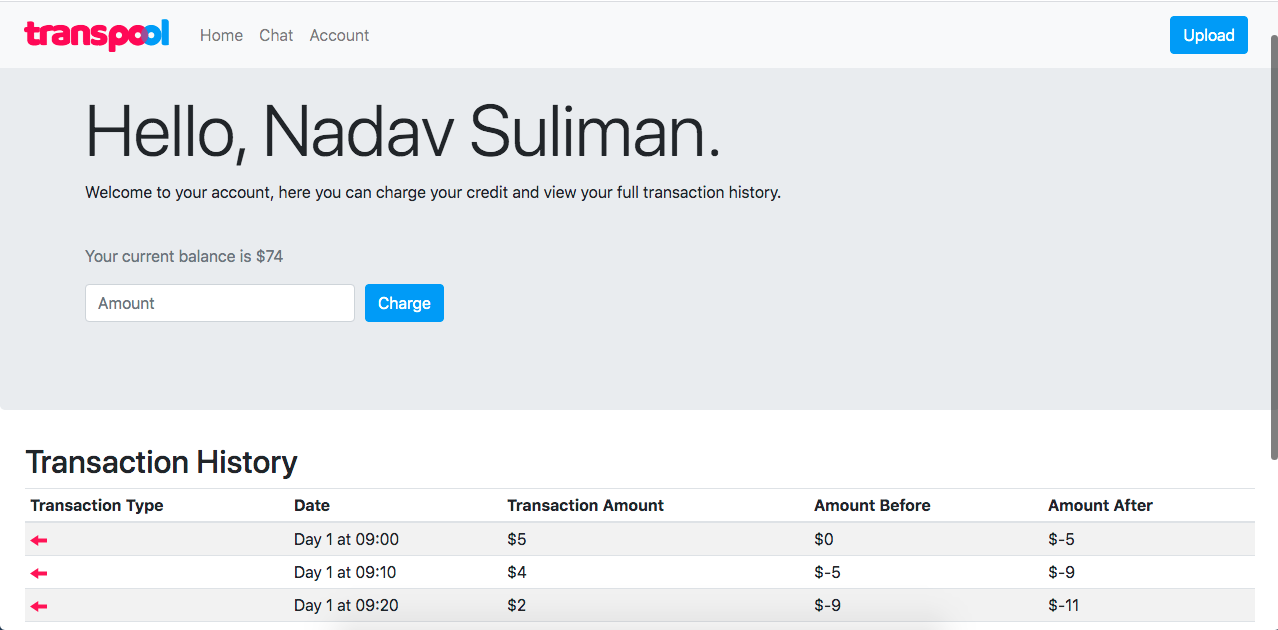 transpool Home Chat Account Upload
Hello, Nadav Suliman.
Welcome to your account, here you can charge your credit and view your full transaction history.
Your current balance is $74
Amount Charge
Transaction History
Transaction Type Date Transaction Amount Amount Before Amount After
Day 1 at 09:00 $5 $0 $-5
Day 1 at 09:10 $4 $-5 $-9
Day 1 at 09:20 $2 $-9 $-11